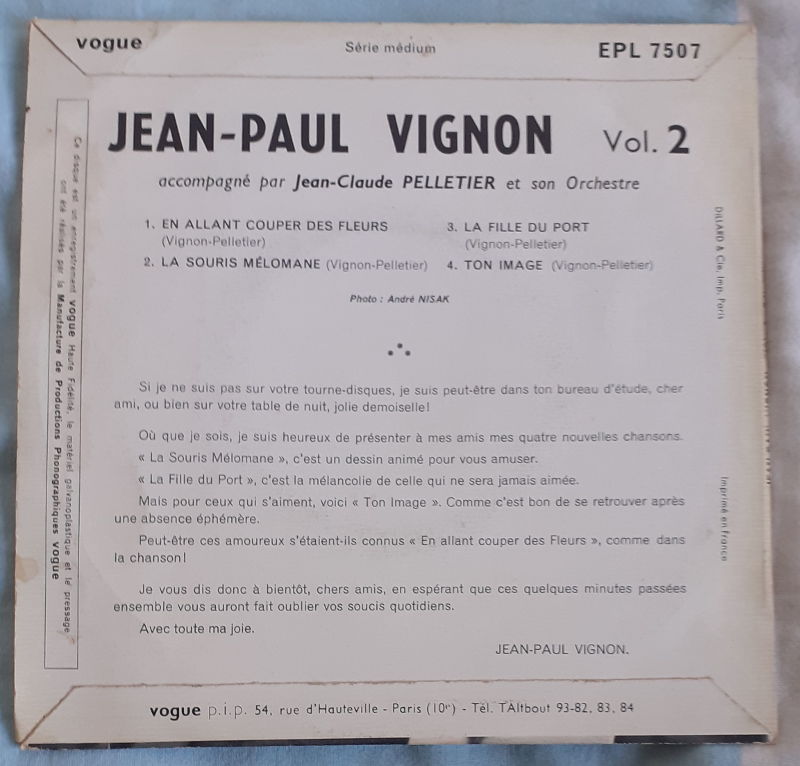 vogue
Série médium
EPL 7507
JEAN-PAUL VIGNON Vol. 2
accompagné par Jean-Claude PELLETIER et son Orchestre
1. EN ALLANT COUPER DES FLEURS
(Vignon-Pelletier)
2. LA SOURIS MÉLOMANE (Vignon-Pelletier)
3. LA FILLE DU PORT
(Vignon-Pelletier)
4. TON IMAGE (Vignon-Pelletier)
Photo : André NISAK
Si je ne suis pas sur votre tourne-disques, je suis peut-être dans ton bureau d'étude, cher
ami, ou bien sur votre table de nuit, jolie demoiselle!
Où que je sois, je suis heureux de présenter à mes amis mes quatre nouvelles chansons.
« La Souris Mélomane », c'est un dessin animé pour vous amuser.
« La Fille du Port », c'est la mélancolie de celle qui ne sera jamais aimée.
Mais pour ceux qui s'aiment, voici « Ton Image ». Comme c'est bon de se retrouver après
une absence éphémère.
Peut-être ces amoureux s'étaient-ils connus « En allant couper des Fleurs », comme dans
la chanson!
Je vous dis donc à bientôt, chers amis, en espérant que ces quelques minutes passées
ensemble vous auront fait oublier vos soucis quotidiens.
Avec toute ma joie.
JEAN-PAUL VIGNON.
Ce disque est un enregistrement vogue Haute Fidélité, le matériel galvanoplastique et le pressage
ont été réalisés par la Manufacture de Productions Phonographiques vogue
DILLARD & Cie. Imp. Paris
Imprimé en France
vogue p.i.p. 54, rue d'Hauteville - Paris (10e) - Tél. TAItbout 93-82, 83, 84